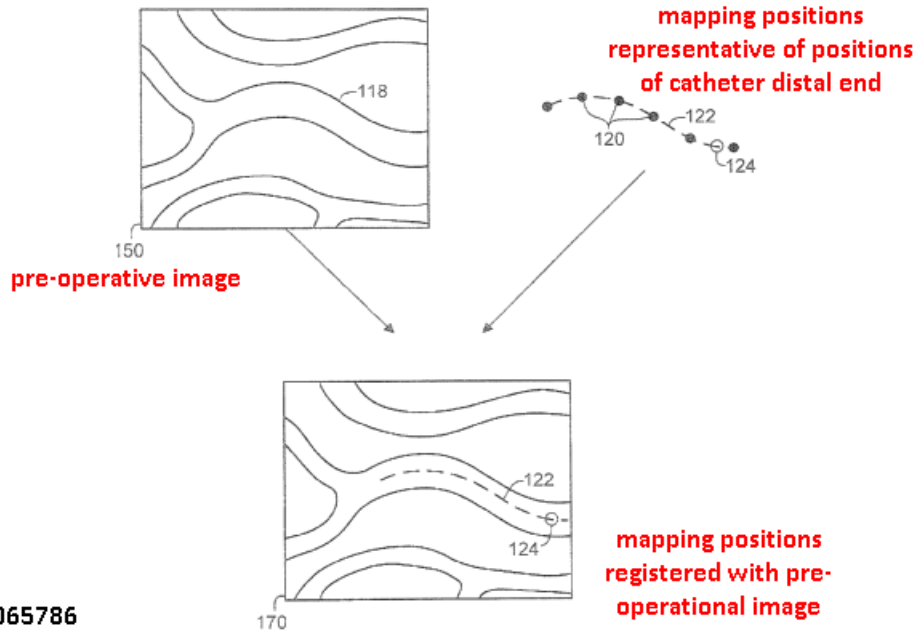 mapping positions
representative of positions
of catheter distal end
118
122
120
124
150
pre-operative image
122
124
mapping positions
registered with pre-
operational image
065786
170